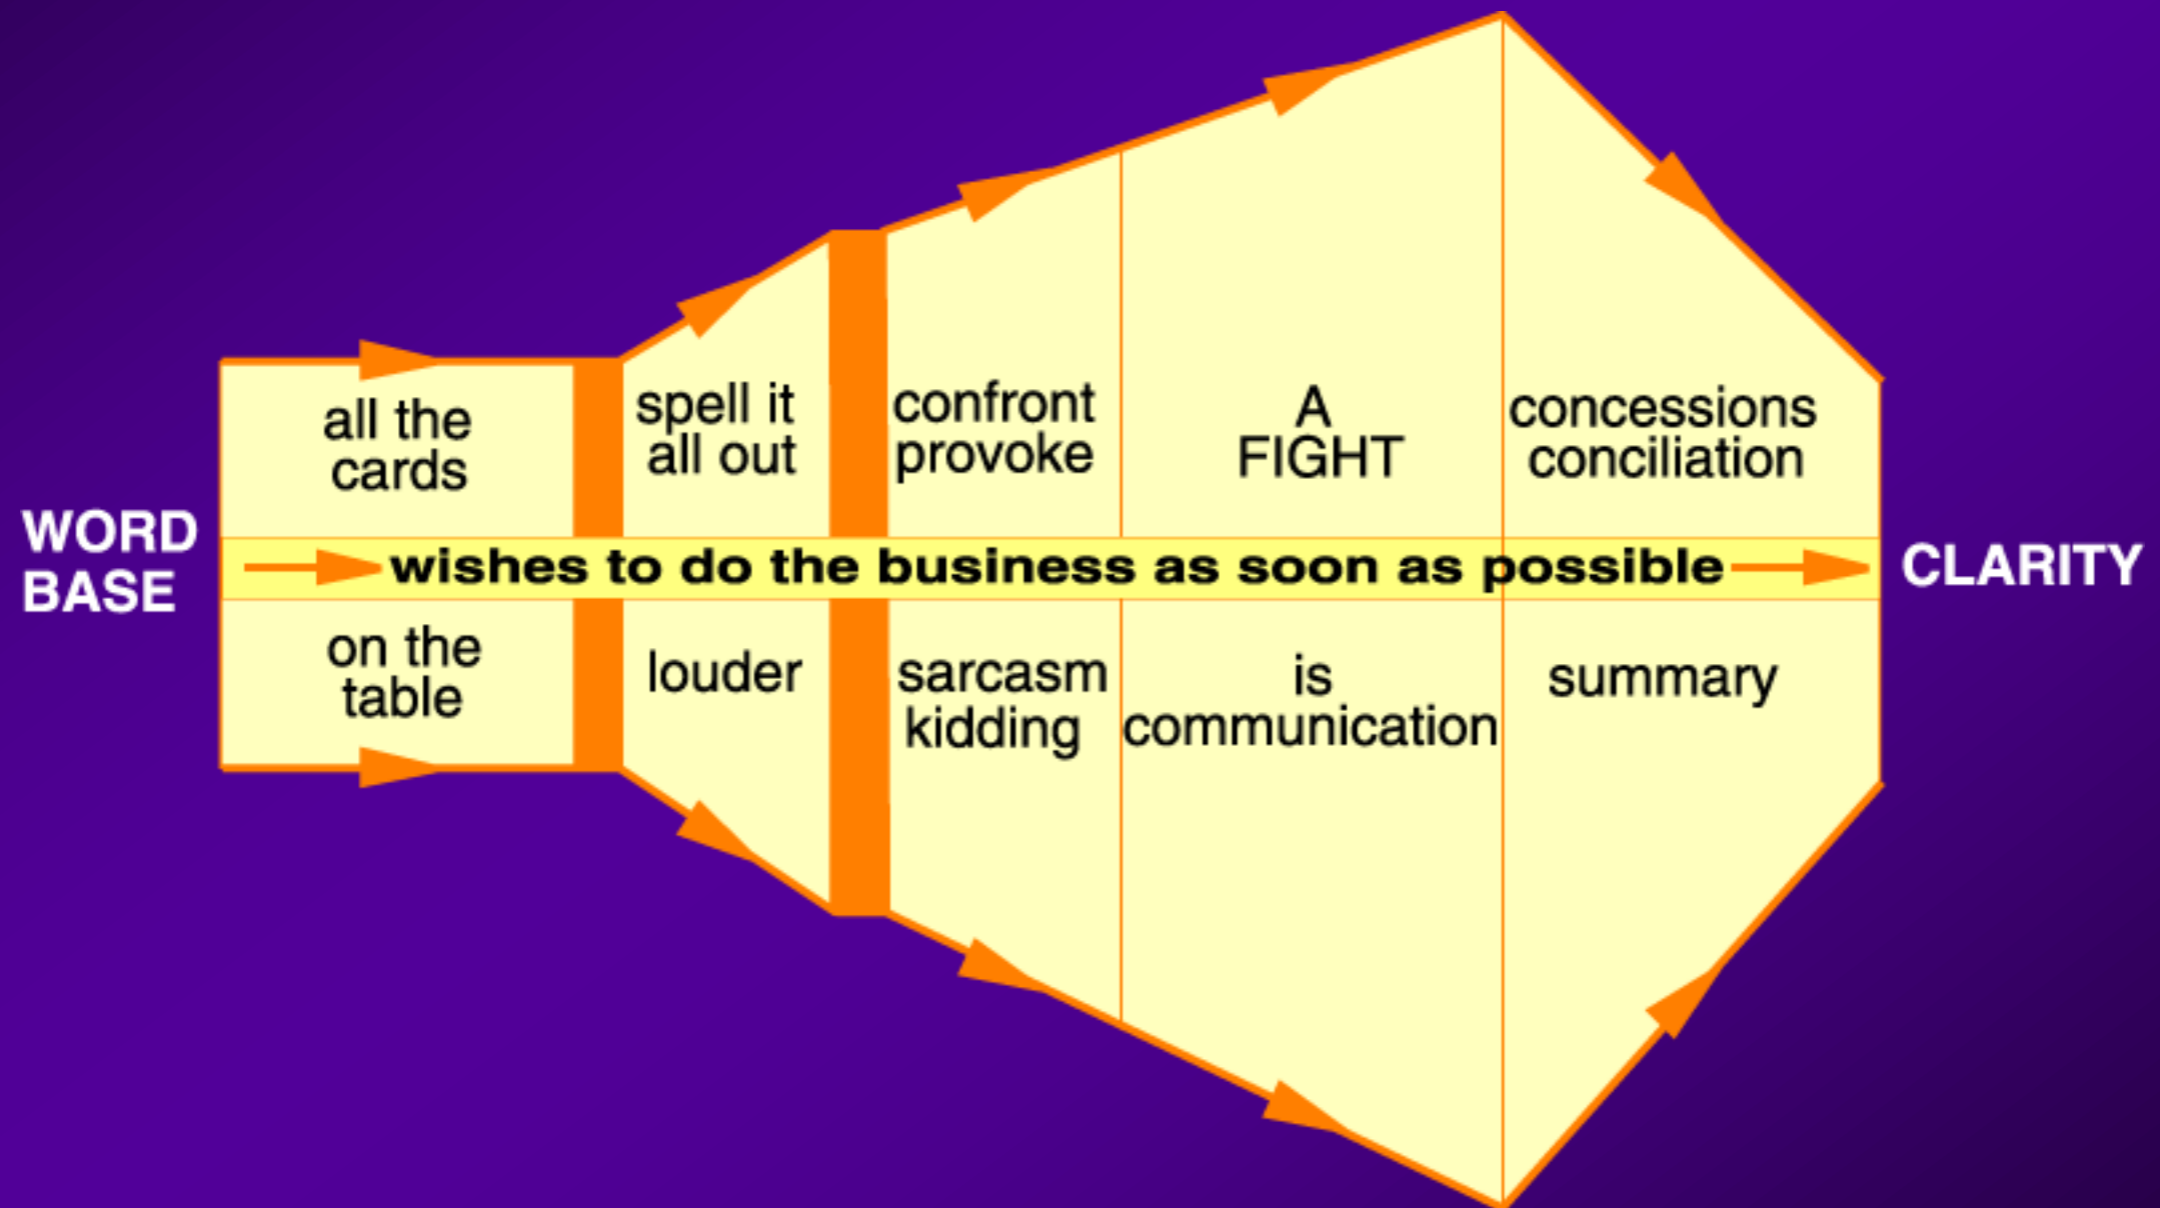 WORD
BASE
all the
cards
on the
table
spell it
all out
louder
confront
provoke
sarcasm
kidding
A
FIGHT
is
communication
concessions
conciliation
summary
wishes to do the business as soon as possible
CLARITY